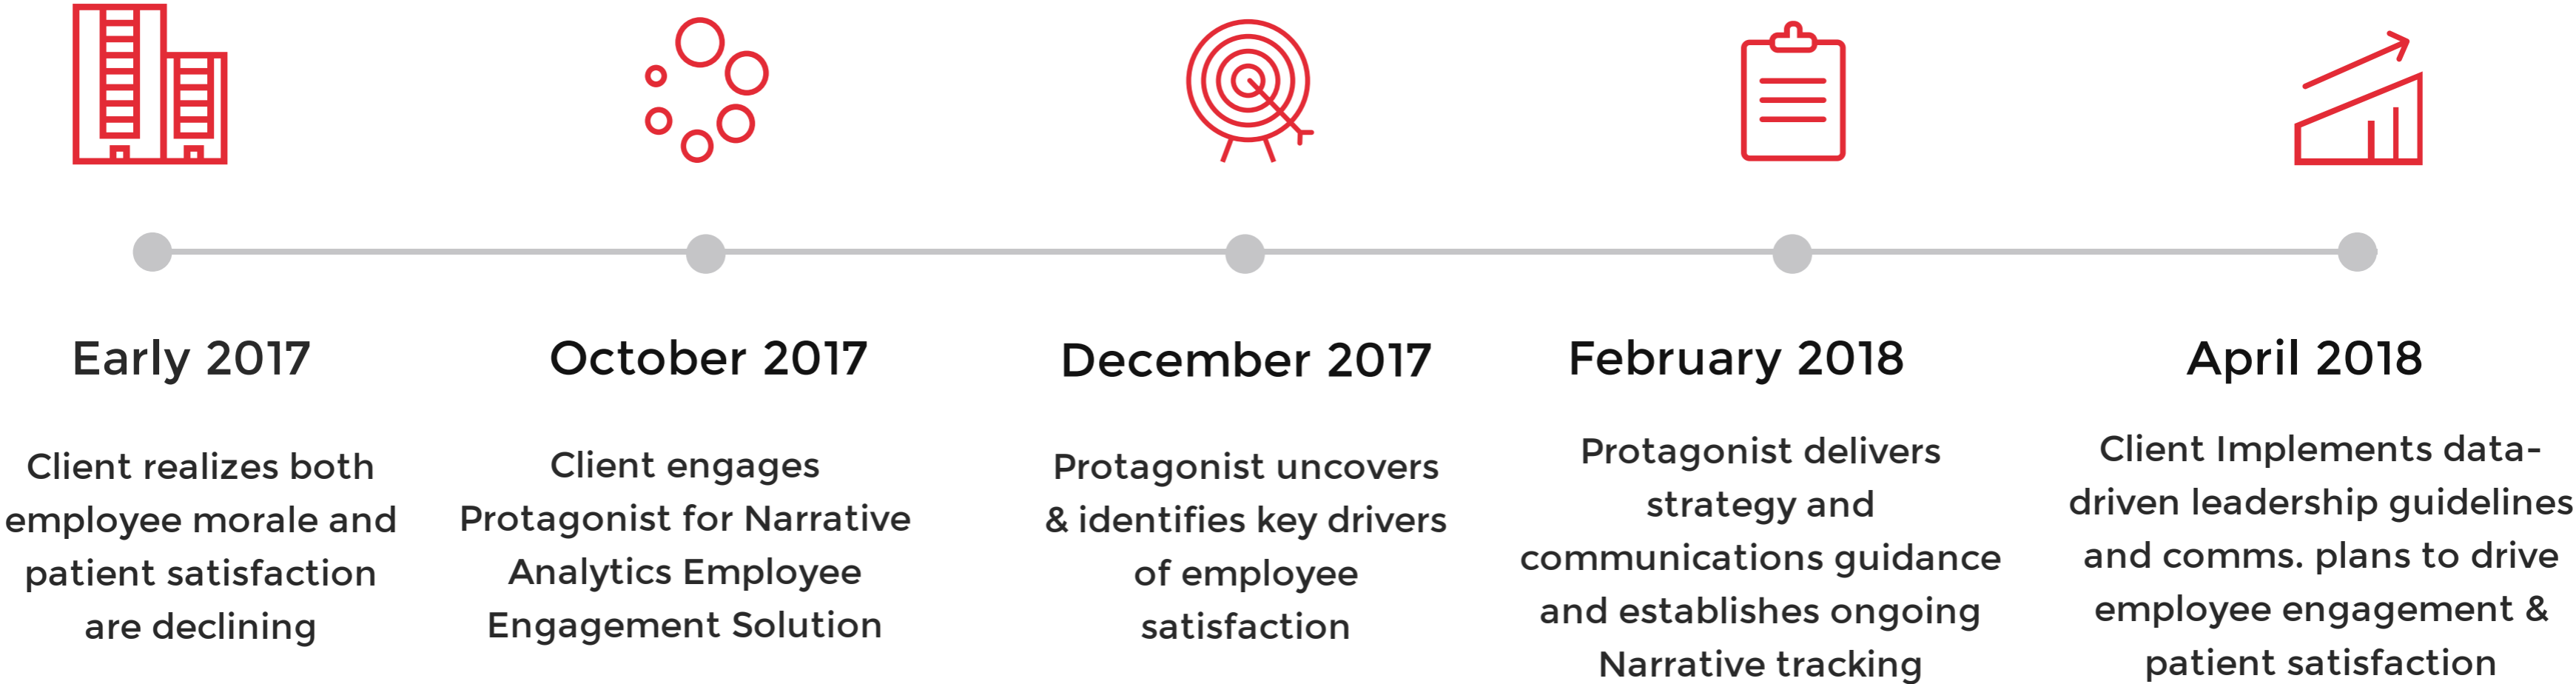 Early 2017
Client realizes both
employee morale and
patient satisfaction
are declining
October 2017
Client engages
Protagonist for Narrative
Analytics Employee
Engagement Solution
December 2017
Protagonist uncovers
& identifies key drivers
of employee
satisfaction
February 2018
Protagonist delivers
strategy and
communications guidance
and establishes ongoing
Narrative tracking
April 2018
Client Implements data-
driven leadership guidelines
and comms. plans to drive
employee engagement &
patient satisfaction